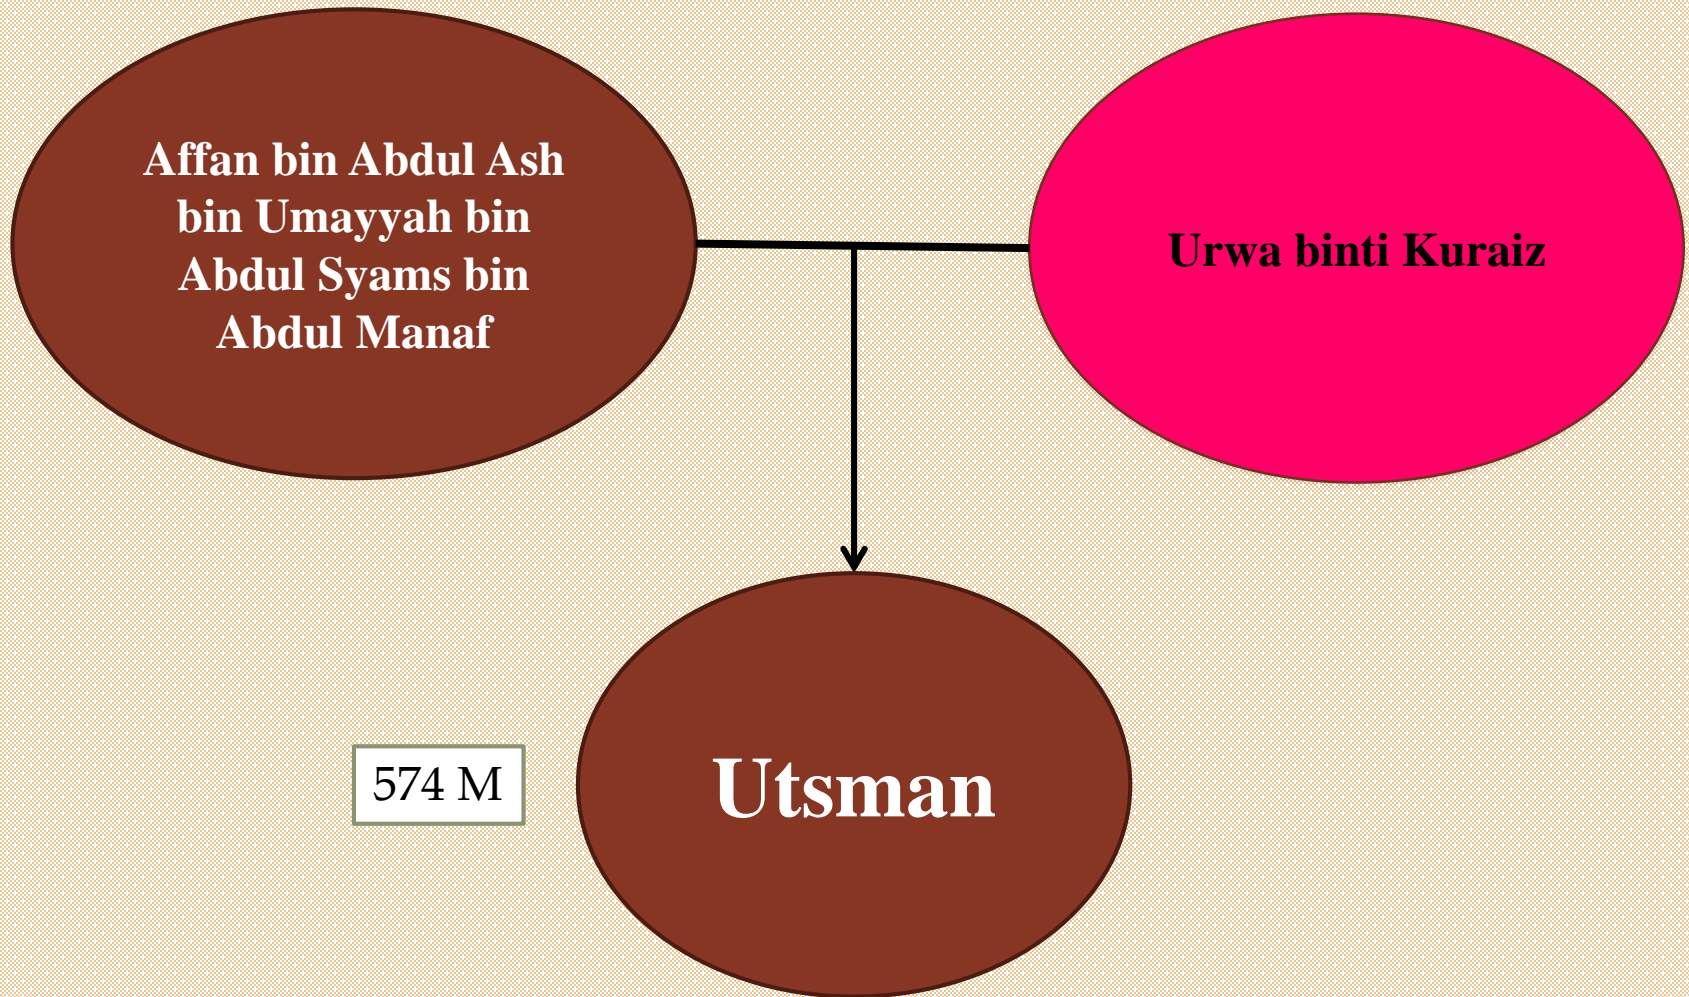 Affan bin Abdul Ash
bin Umayyah bin
Abdul Syams bin
Abdul Manaf
Urwa binti Kuraiz
574 M
Utsman